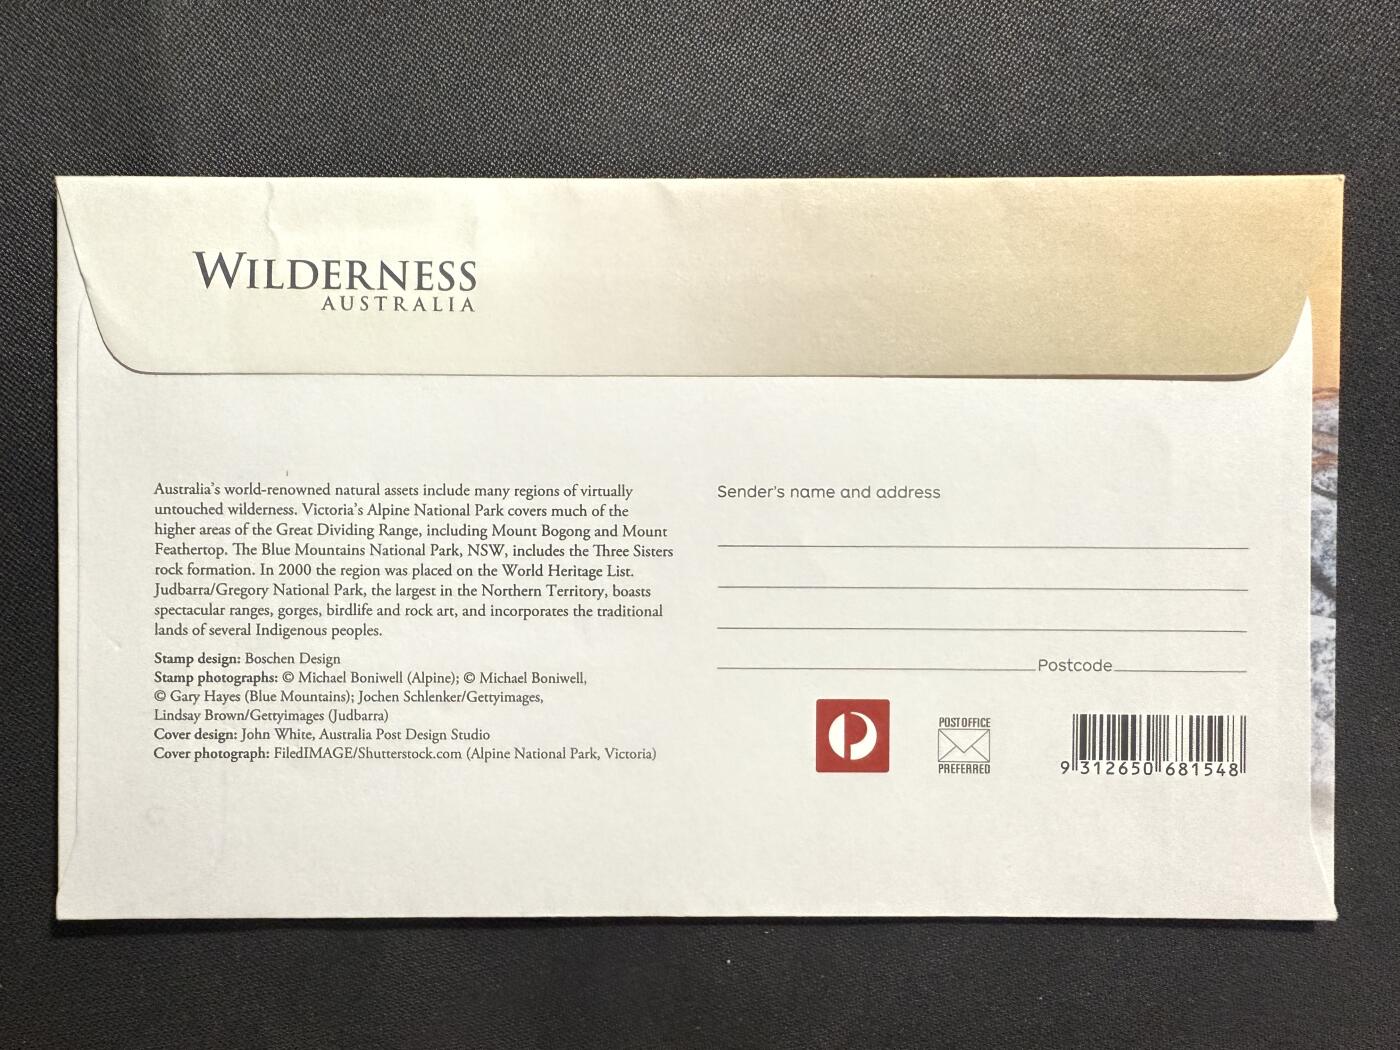 WILDERNESS
AUSTRALIA
Australia's world-renowned natural assets include many regions of virtually
untouched wilderness. Victoria's Alpine National Park covers much of the
higher areas of the Great Dividing Range, including Mount Bogong and Mount
Feathertop. The Blue Mountains National Park, NSW, includes the Three Sisters
rock formation. In 2000 the region was placed on the World Heritage List.
Judbarra/Gregory National Park, the largest in the Northern Territory, boasts
spectacular ranges, gorges, birdlife and rock art, and incorporates the traditional
lands of several Indigenous peoples.
Stamp design: Boschen Design
Stamp photographs: © Michael Boniwell (Alpine); © Michael Boniwell,
© Gary Hayes (Blue Mountains); Jochen Schlenker/Gettyimages,
Lindsay Brown/Gettyimages (Judbarra)
Cover design: John White, Australia Post Design Studio
Cover photograph: FiledIMAGE/Shutterstock.com (Alpine National Park, Victoria)
Sender's name and address
Postcode
POST OFFICE
PREFERRED
9 312650 681548